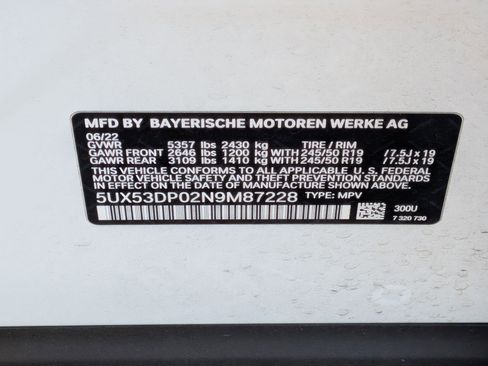 MFD BY BAYERISCHE MOTOREN WERKE AG
06/22
GVWR 5357 lbs 2430 kg TIRE / RIM
GAWR FRONT 2646 lbs 1200 kg WITH 245/50 R19 / 7.5J x 19
GAWR REAR 3109 lbs 1410 kg WITH 245/50 R19 / 7.5J x 19
THIS VEHICLE CONFORMS TO ALL APPLICABLE U. S. FEDERAL
MOTOR VEHICLE SAFETY AND THEFT PREVENTION STANDARDS
IN EFFECT ON THE DATE OF MANUFACTURE SHOWN ABOVE.
5UX53DP02N9M87228 TYPE: MPV
300U
7 320 730